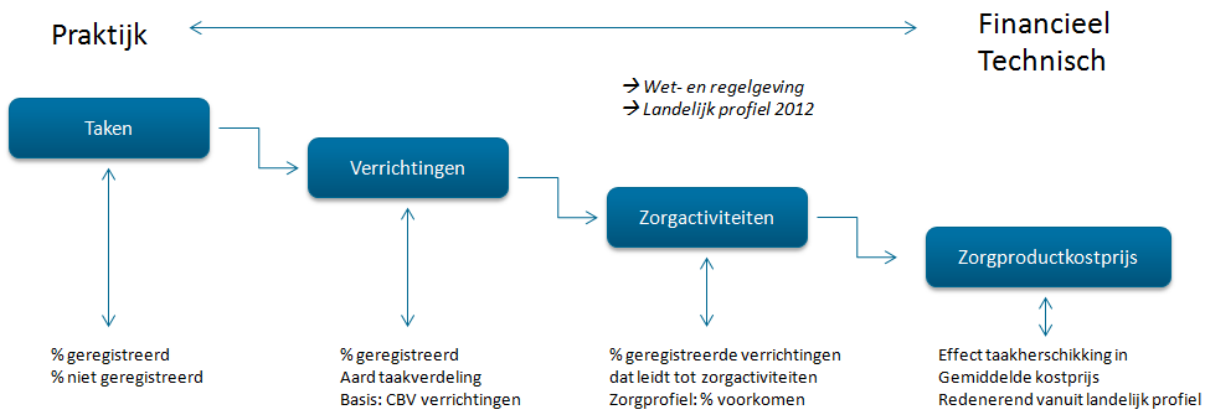 Praktijk
Financieel
Technisch
→ Wet- en regelgeving
→ Landelijk profiel 2012
Taken
Verrichtingen
Zorgactiviteiten
Zorgproductkostprijs
% geregistreerd
% niet geregistreerd
% geregistreerd
Aard taakverdeling
Basis: CBV verrichtingen
% geregistreerde verrichtingen
dat leidt tot zorgactiviteiten
Zorgprofiel: % voorkomen
Effect taakherschikking in
Gemiddelde kostprijs
Redenerend vanuit landelijk profiel